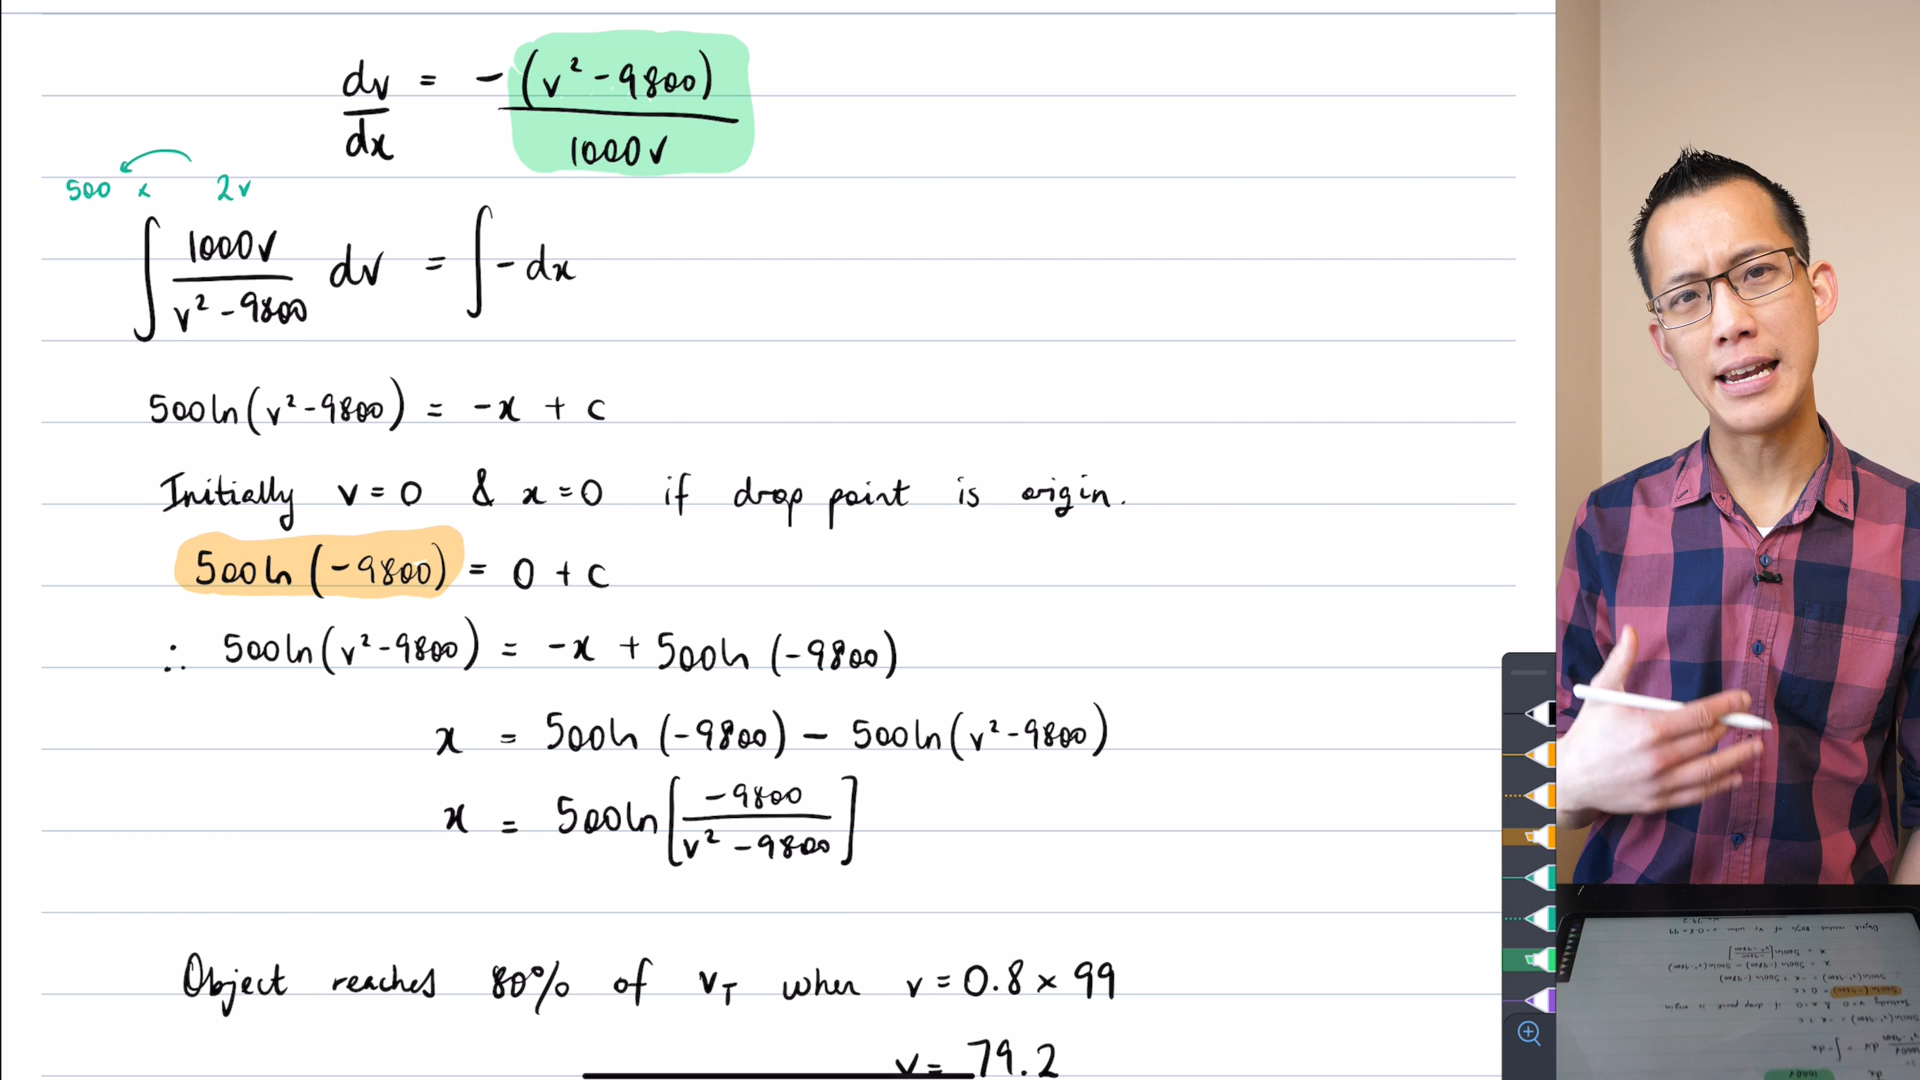 dv/dx = -(v² - 9800)/1000v
500 × 2v
∫ 1000v/(v² - 9800) dv = ∫ - dx
500ln(v² - 9800) = -x + c
Initially v = 0 & x = 0 if drop point is origin.
500ln(-9800) = 0 + c
∴ 500ln(v² - 9800) = -x + 500ln(-9800)
x = 500ln(-9800) - 500ln(v² - 9800)
x = 500ln[-9800/(v² - 9800)]
Object reaches 80% of v_T when v = 0.8 × 99
v = 79.2